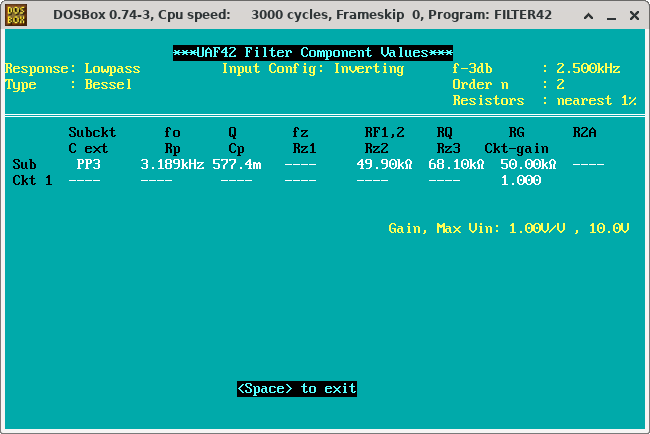 DOS BOX
DOSBox 0.74-3, Cpu speed: 3000 cycles, Frameskip 0, Program: FILTER42
***UAF42 Filter Component Values***
Response: Lowpass Input Config: Inverting f-3db : 2.500kHz
Type : Bessel Order n : 2
Resistors : nearest 1%
Subckt fo Q fz RF1,2 RQ RG R2A
C ext Rp Cp Rz1 Rz2 Rz3 Ckt-gain
Sub PP3 3.189kHz 577.4m ---- 49.90kΩ 68.10kΩ 50.00kΩ ----
Ckt 1 ---- ---- ---- ---- ---- ---- 1.000
Gain, Max Vin: 1.00V/V , 10.0V
<Space> to exit